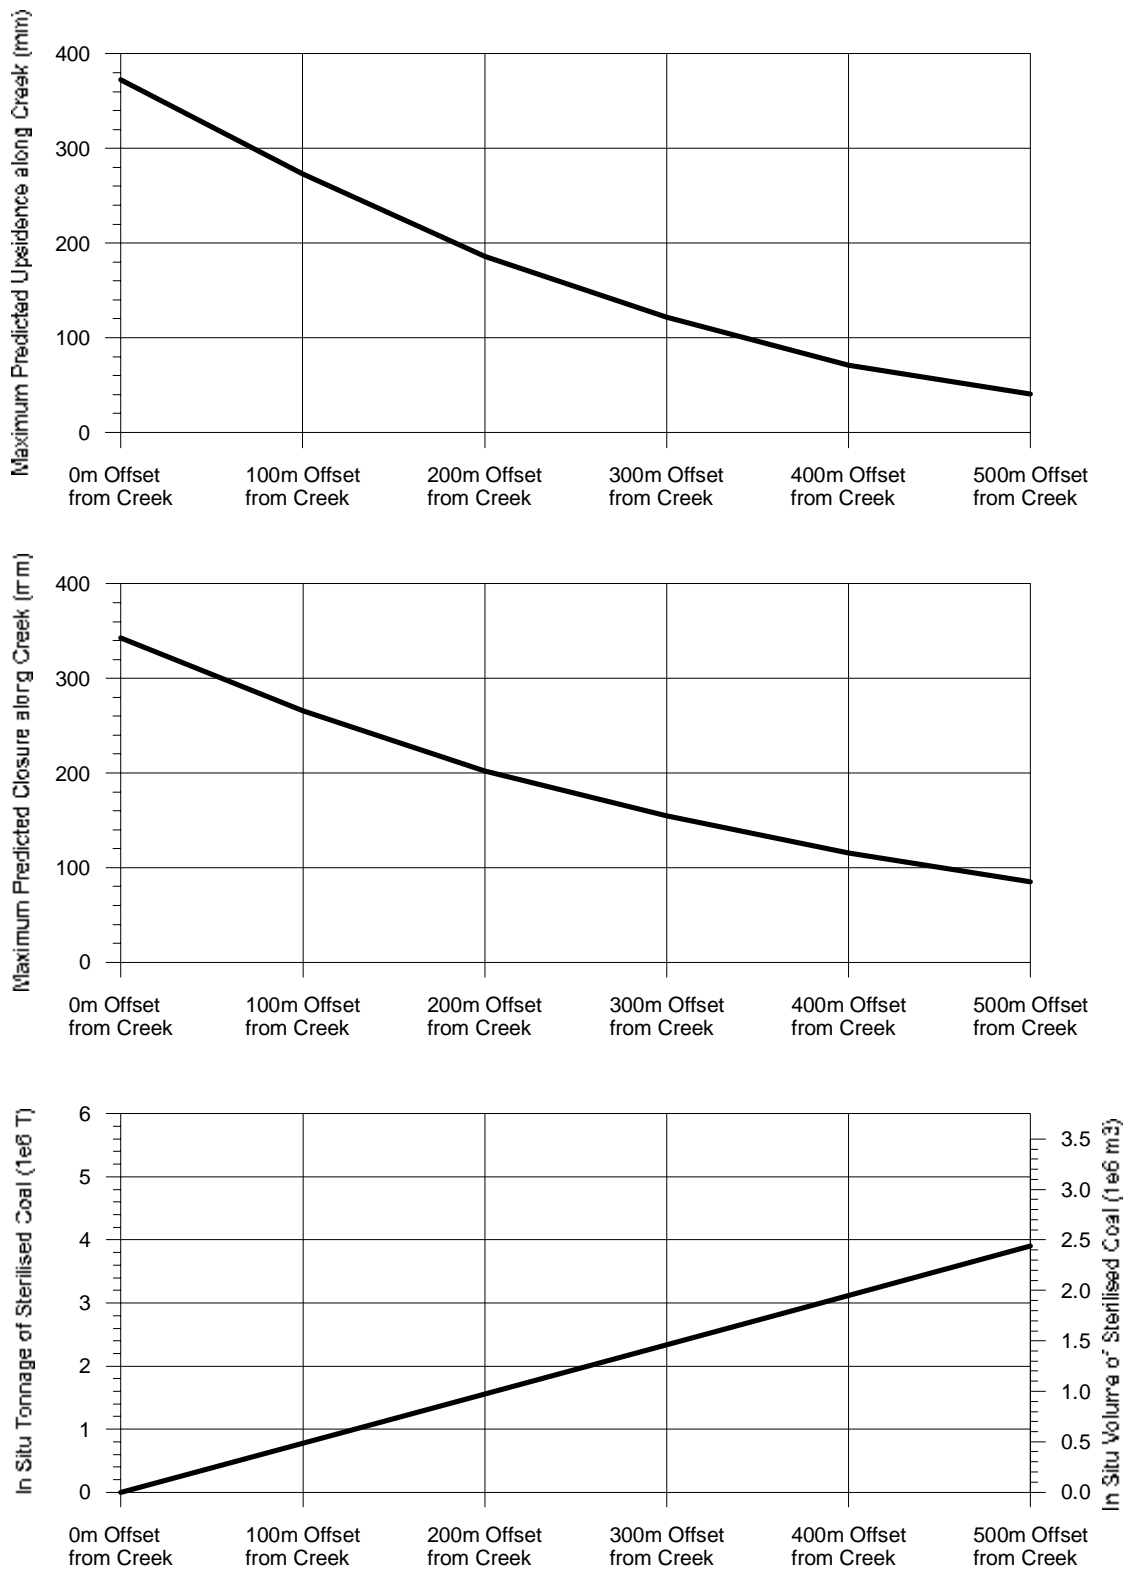 Maximum Predicted Upsidence along Creek (mm)
400
300
200
100
0
0m Offset
from Creek
100m Offset
from Creek
200m Offset
from Creek
300m Offset
from Creek
400m Offset
from Creek
500m Offset
from Creek
Maximum Predicted Closure along Creek (mm)
400
300
200
100
0
0m Offset
from Creek
100m Offset
from Creek
200m Offset
from Creek
300m Offset
from Creek
400m Offset
from Creek
500m Offset
from Creek
In Situ Tonnage of Sterilised Coal (1e6 T)
6
5
4
3
2
1
0
3.5
3.0
2.5
2.0
1.5
1.0
0.5
0.0
In Situ Volume of Sterilised Coal (1e6 m3)
0m Offset
from Creek
100m Offset
from Creek
200m Offset
from Creek
300m Offset
from Creek
400m Offset
from Creek
500m Offset
from Creek